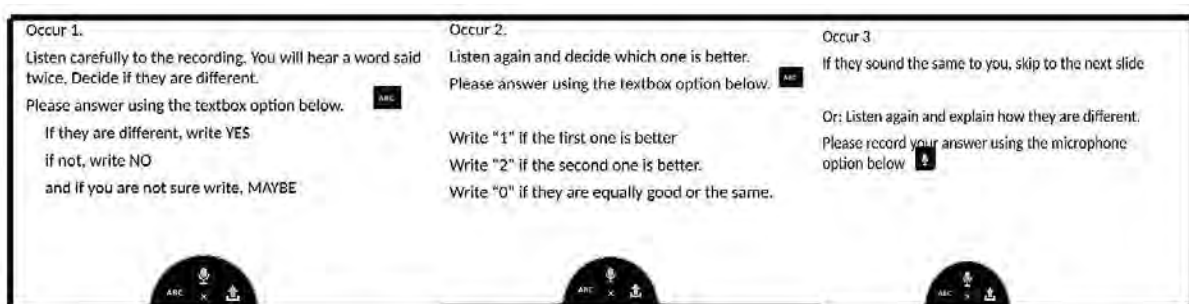 Occur 1.
Listen carefully to the recording. You will hear a word said
twice. Decide if they are different.
Please answer using the textbox option below. ABC
If they are different, write YES
if not, write NO
and if you are not sure write, MAYBE
ABC ×
Occur 2.
Listen again and decide which one is better.
Please answer using the textbox option below. ABC
Write "1" if the first one is better
Write "2" if the second one is better.
Write "0" if they are equally good or the same.
ABC ×
Occur 3
If they sound the same to you, skip to the next slide
Or: Listen again and explain how they are different.
Please record your answer using the microphone
option below
ABC ×